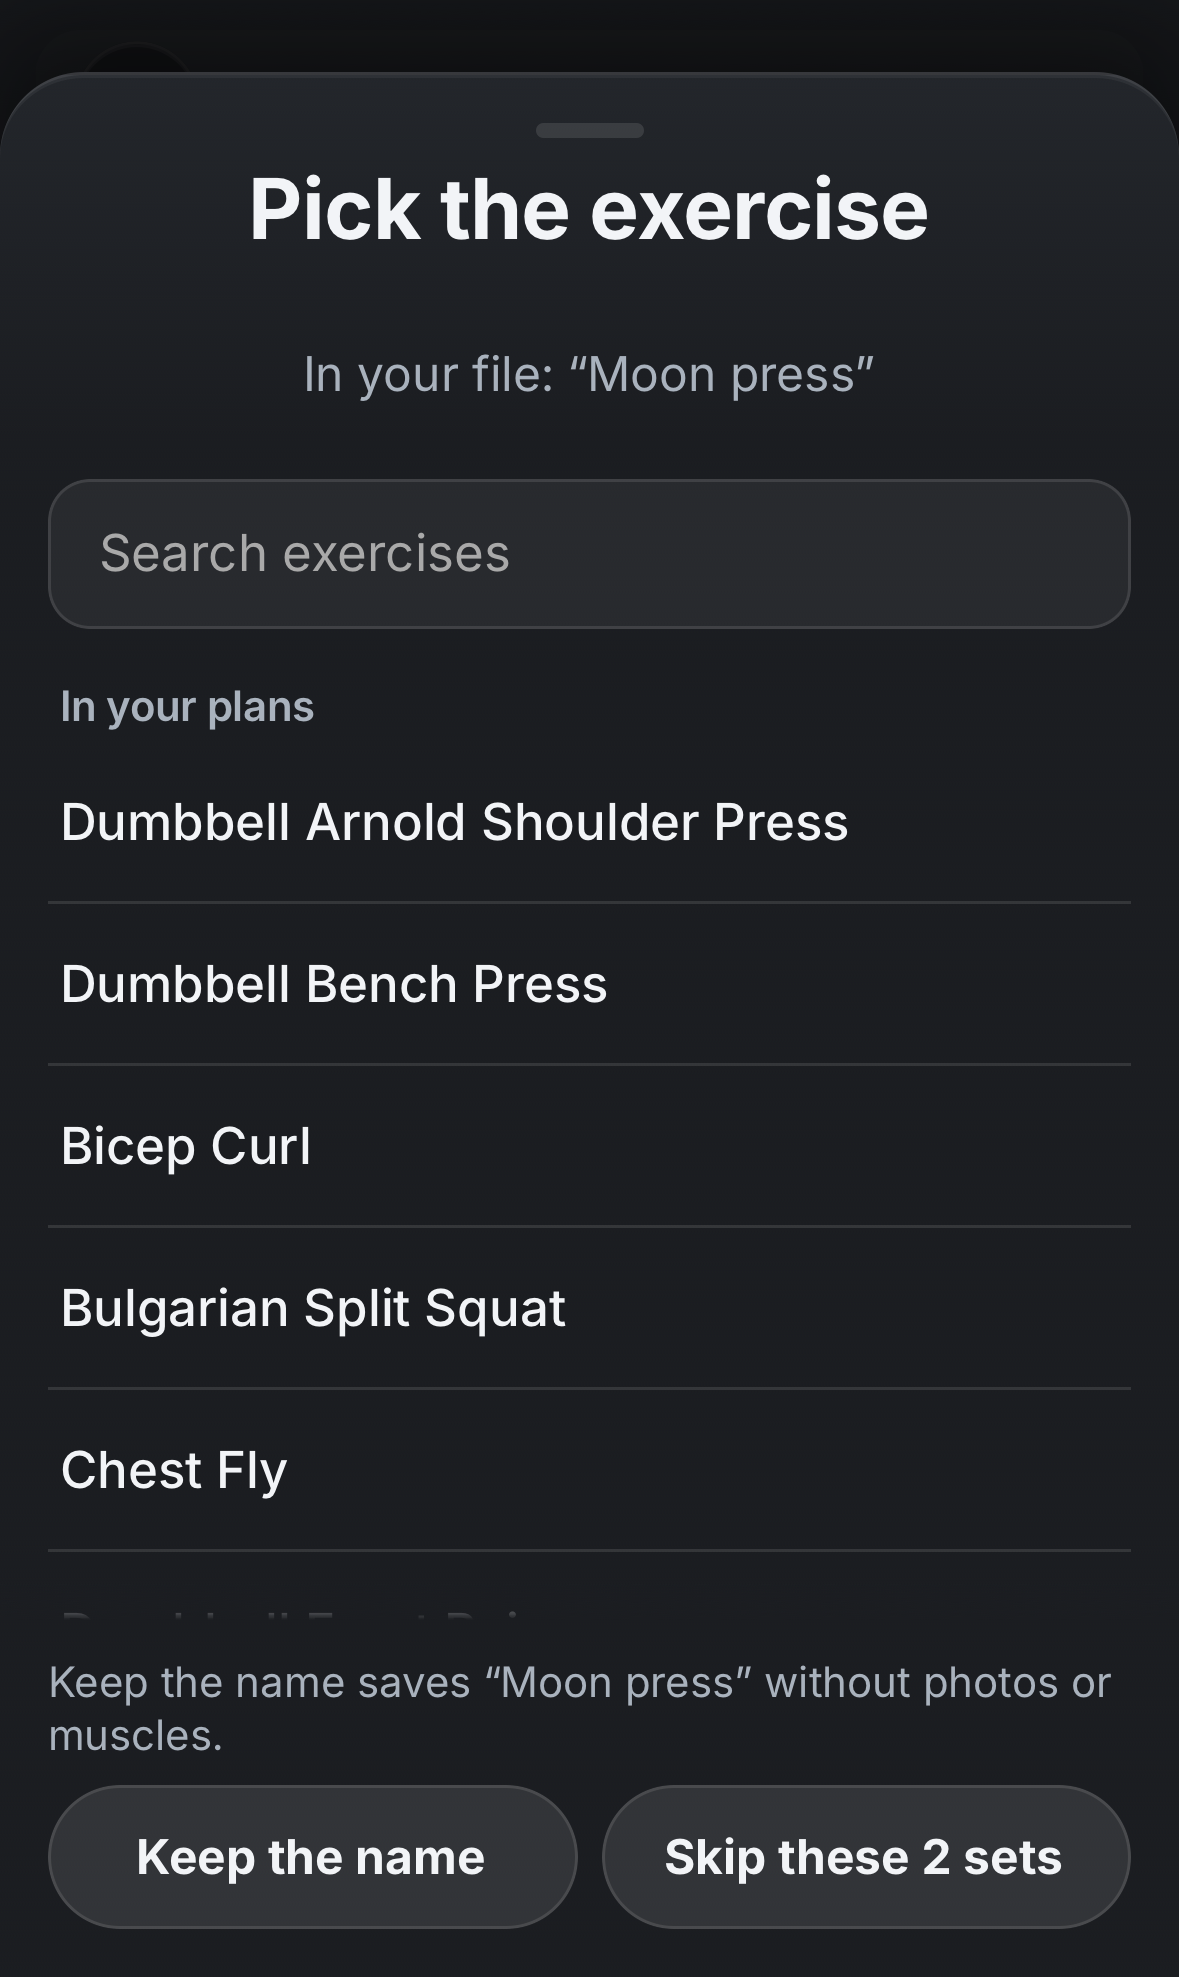 Pick the exercise
In your file: “Moon press”
Search exercises
In your plans
Dumbbell Arnold Shoulder Press
Dumbbell Bench Press
Bicep Curl
Bulgarian Split Squat
Chest Fly
Keep the name saves “Moon press” without photos or
muscles.
Keep the name
Skip these 2 sets